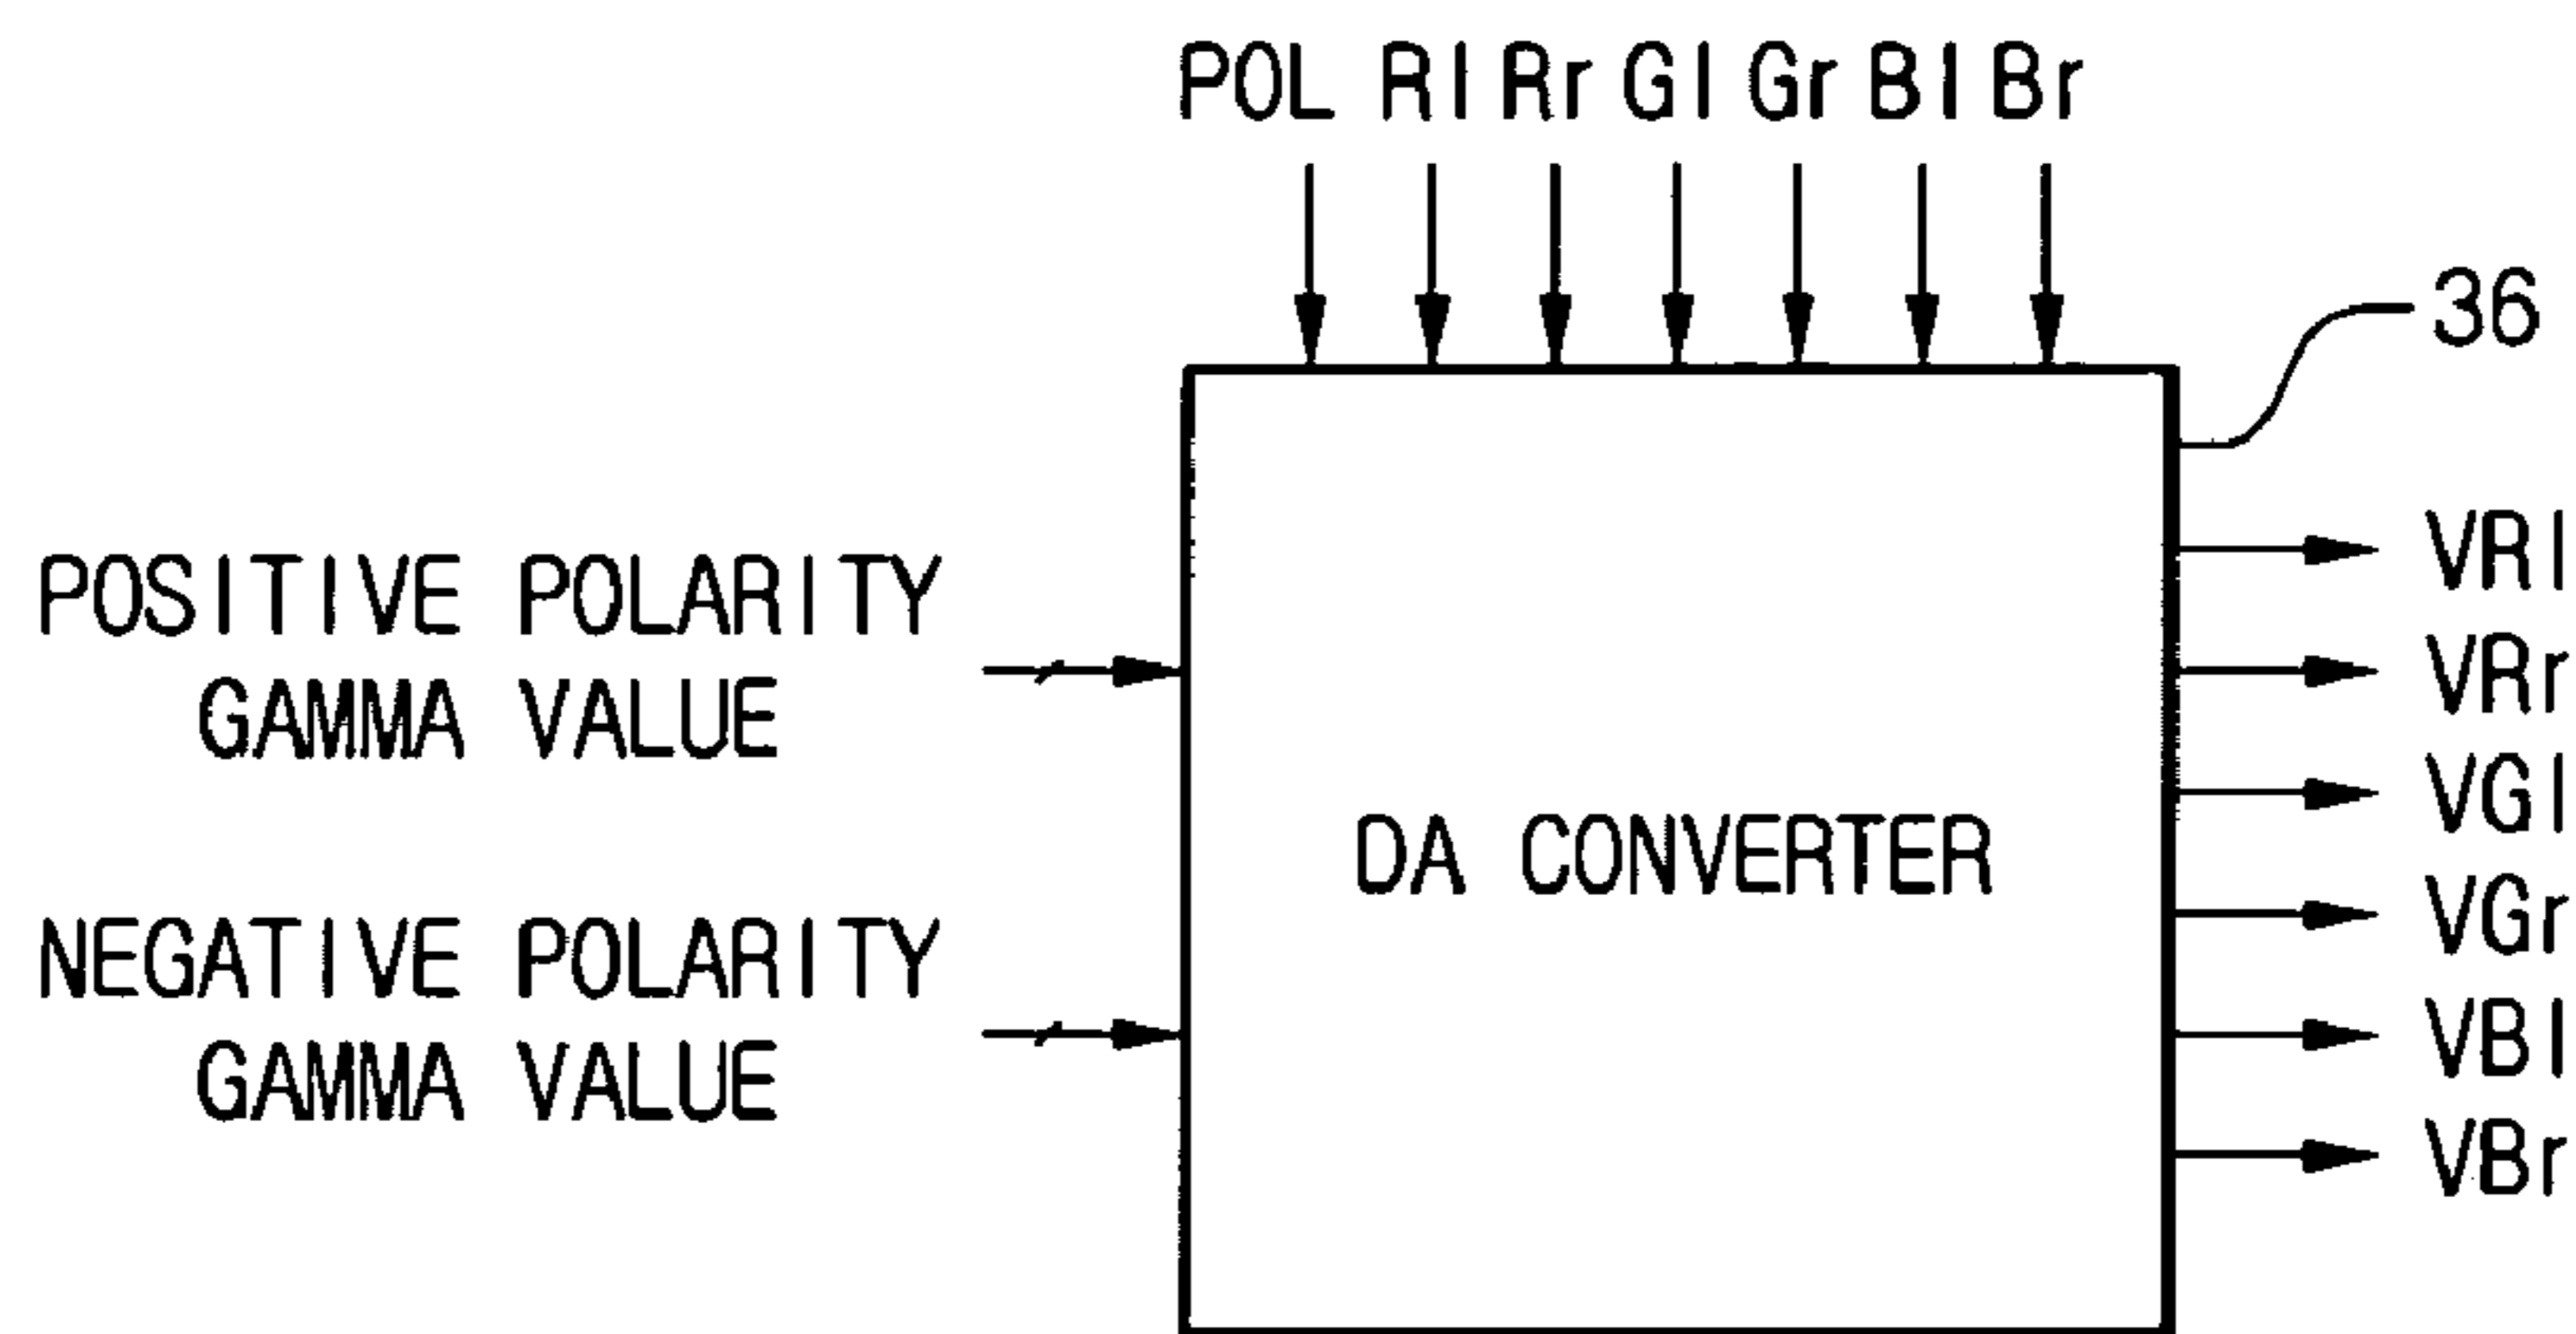 POL Rl Rr Gl Gr Bl Br
36
POSITIVE POLARITY
GAMMA VALUE
NEGATIVE POLARITY
GAMMA VALUE
DA CONVERTER
VRl
VRr
VGl
VGr
VBl
VBr